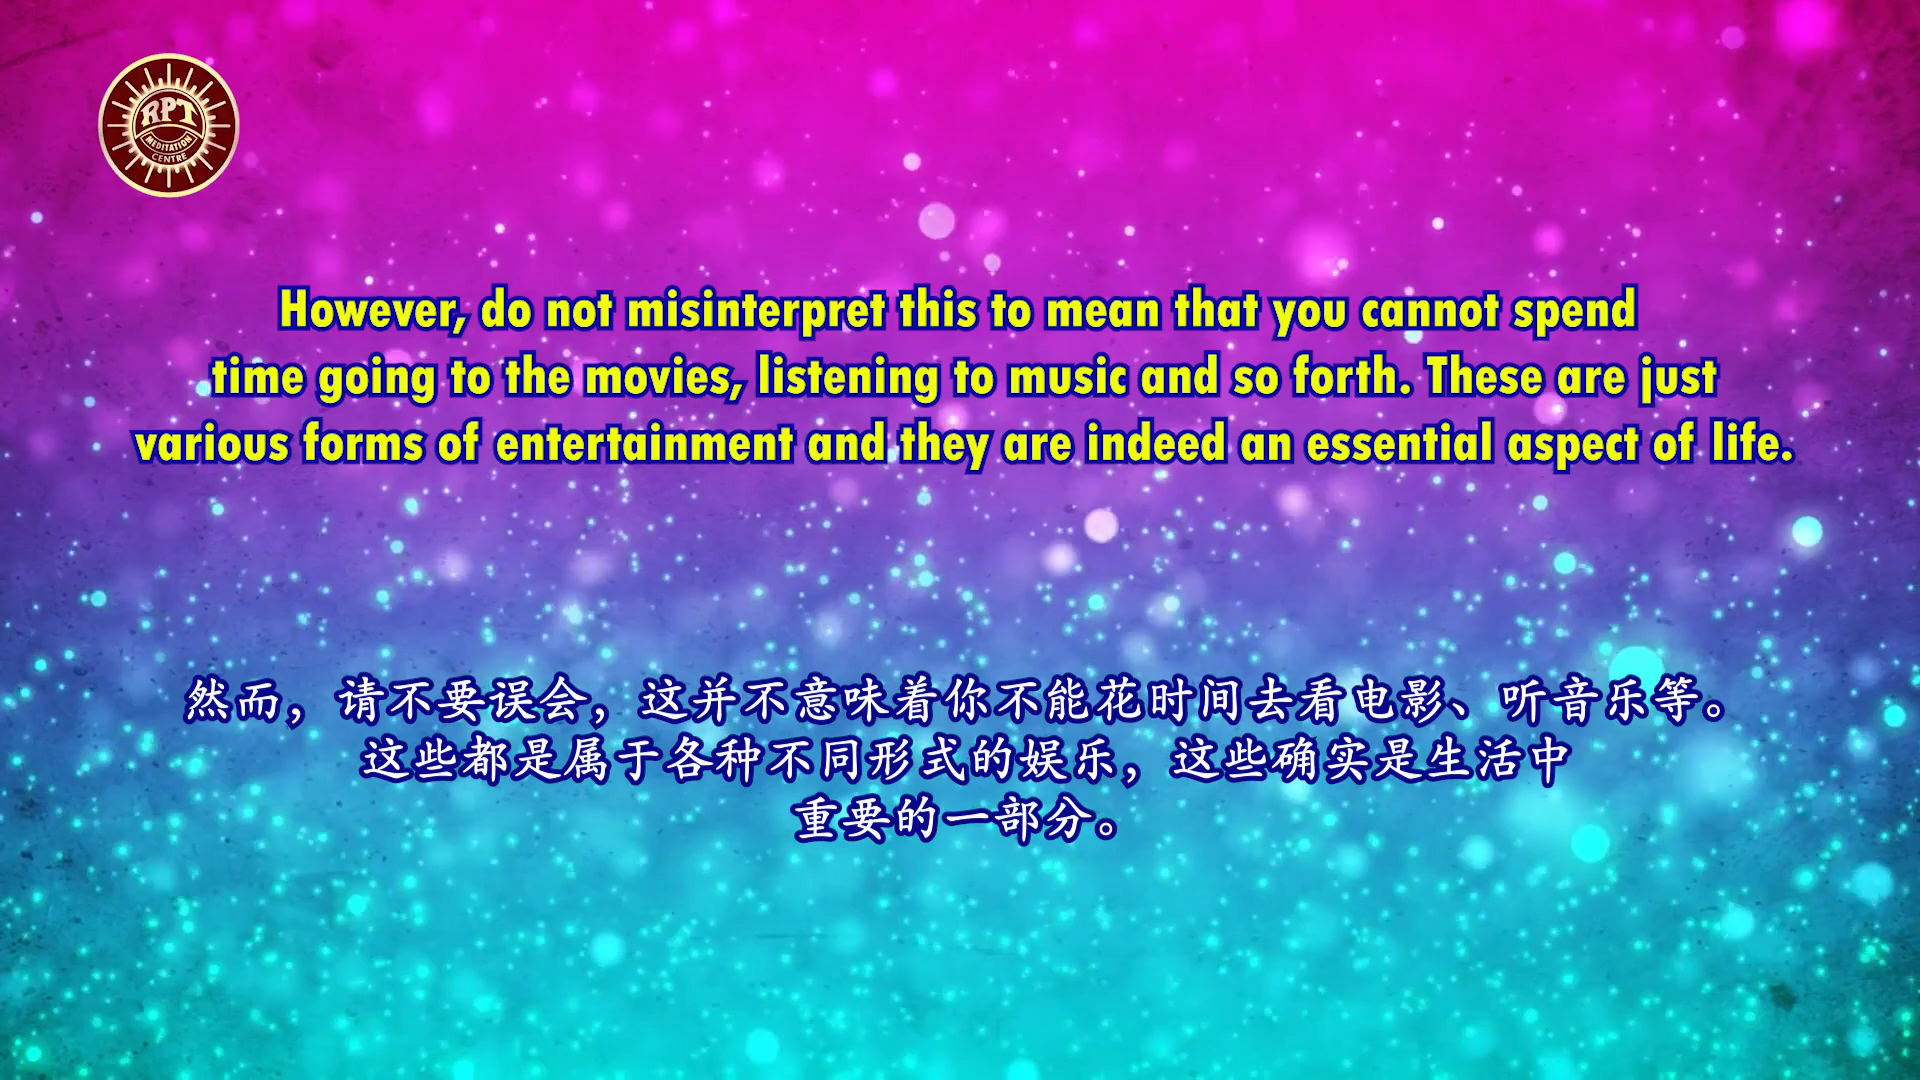 RPT
MEDITATION
CENTRE
However, do not misinterpret this to mean that you cannot spend
time going to the movies, listening to music and so forth. These are just
various forms of entertainment and they are indeed an essential aspect of life.
然而，请不要误会，这并不意味着你不能花时间去看电影、听音乐等。
这些都是属于各种不同形式的娱乐，这些确实是生活中
重要的一部分。